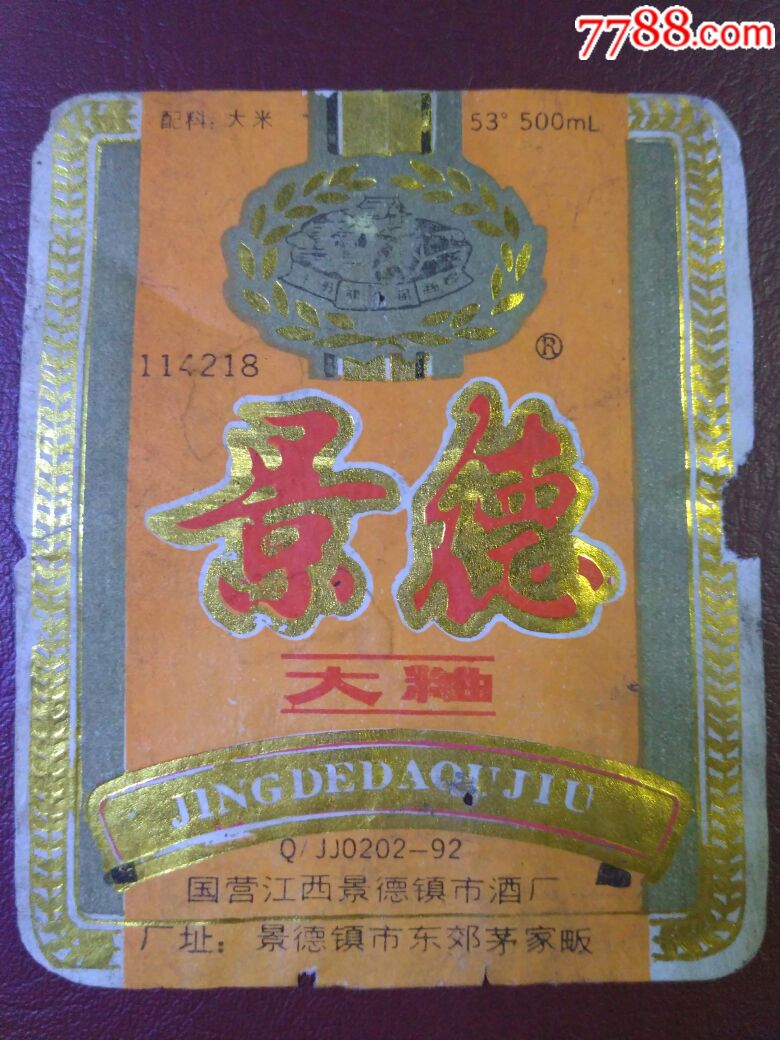 7788.com
配料：大米 53° 500mL
114218 ®
景德
大粬
JINGDEDAQUJIU
Q/JJ0202-92
国营江西景德镇市酒厂
厂址：景德镇市东郊茅家畈